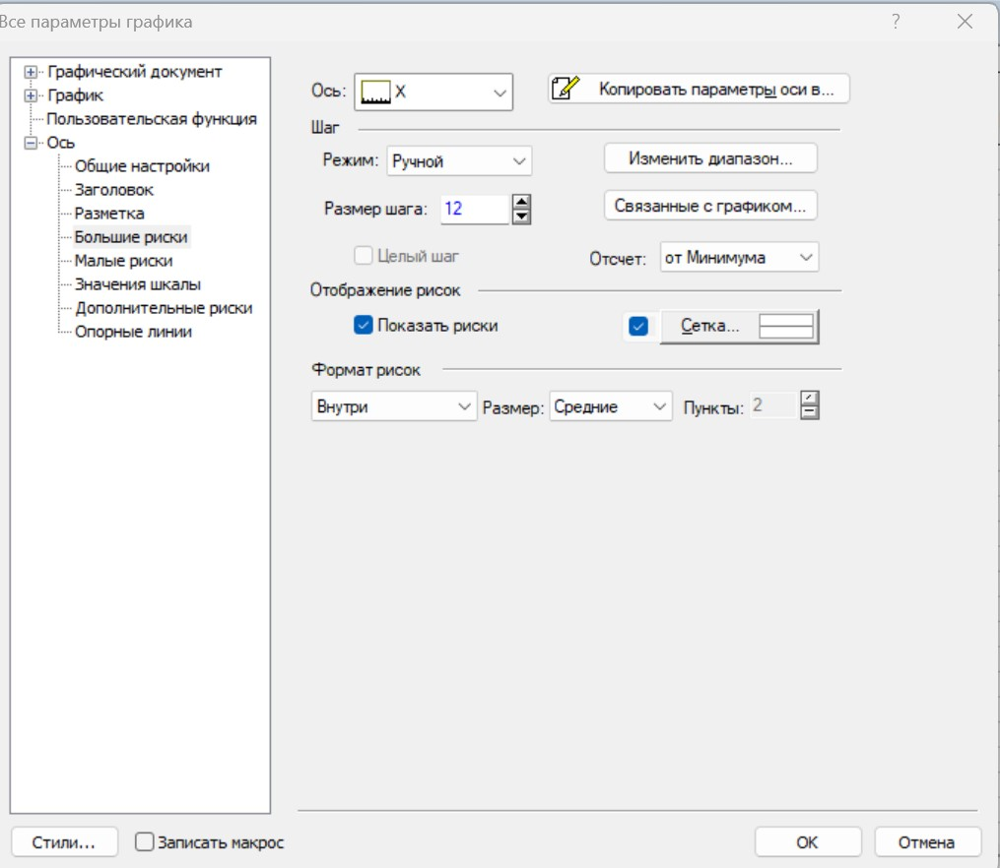 Все параметры графика
?
Графический документ
График
Пользовательская функция
Ось
Общие настройки
Заголовок
Разметка
Большие риски
Малые риски
Значения шкалы
Дополнительные риски
Опорные линии
Ось: X
Копировать параметры оси в...
Шаг
Режим: Ручной
Изменить диапазон...
Размер шага: 12
Связанные с графиком...
Целый шаг
Отсчет: от Минимума
Отображение рисок
Показать риски
Сетка...
Формат рисок
Внутри
Размер: Средние
Пункты: 2
Стили...
Записать макрос
OK
Отмена